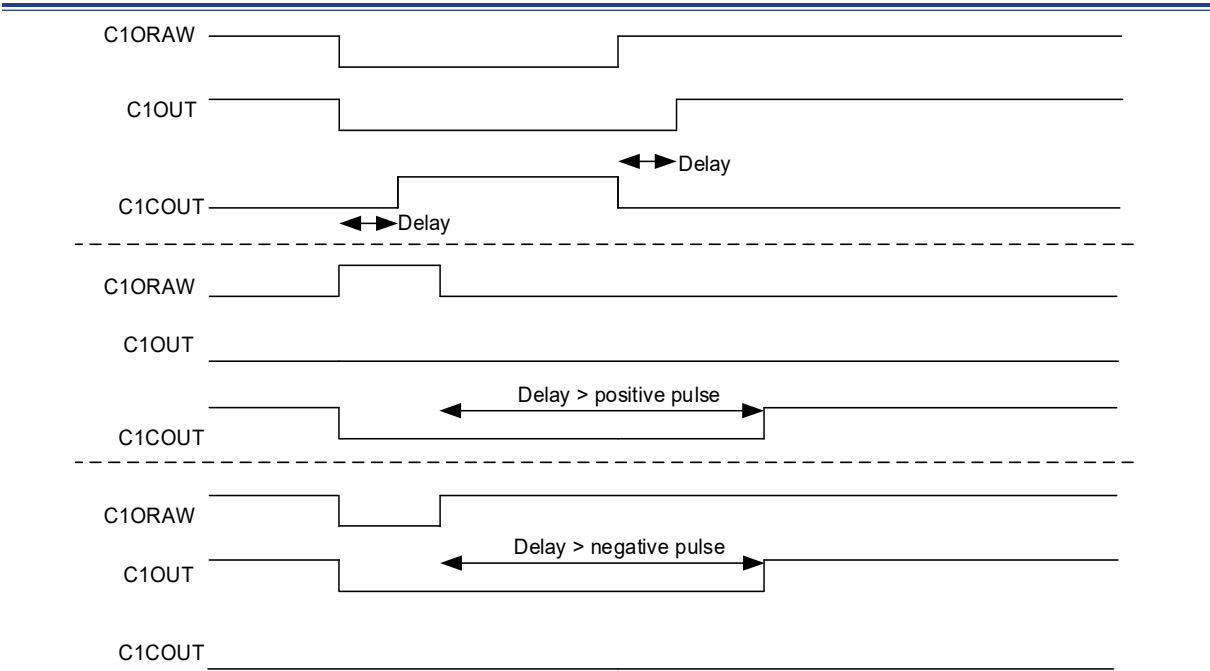 C1ORAW
C1OUT
Delay
C1COUT
Delay
C1ORAW
C1OUT
Delay > positive pulse
C1COUT
C1ORAW
Delay > negative pulse
C1OUT
C1COUT